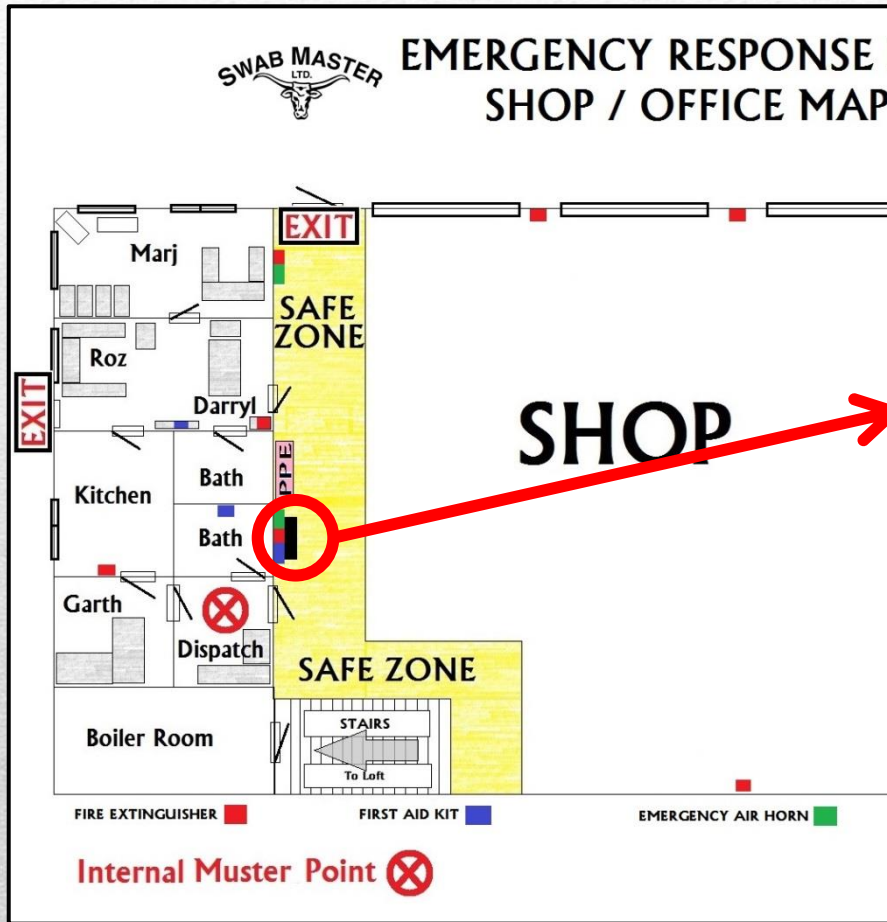 SWAB MASTER
LTD.
EMERGENCY RESPONSE
SHOP / OFFICE MAP
EXIT
Marj
SAFE
ZONE
Roz
EXIT
Darryl
SHOP
PPE
Bath
Kitchen
Bath
Garth
Dispatch
SAFE ZONE
STAIRS
Boiler Room
To Loft
FIRE EXTINGUISHER
FIRST AID KIT
EMERGENCY AIR HORN
Internal Muster Point